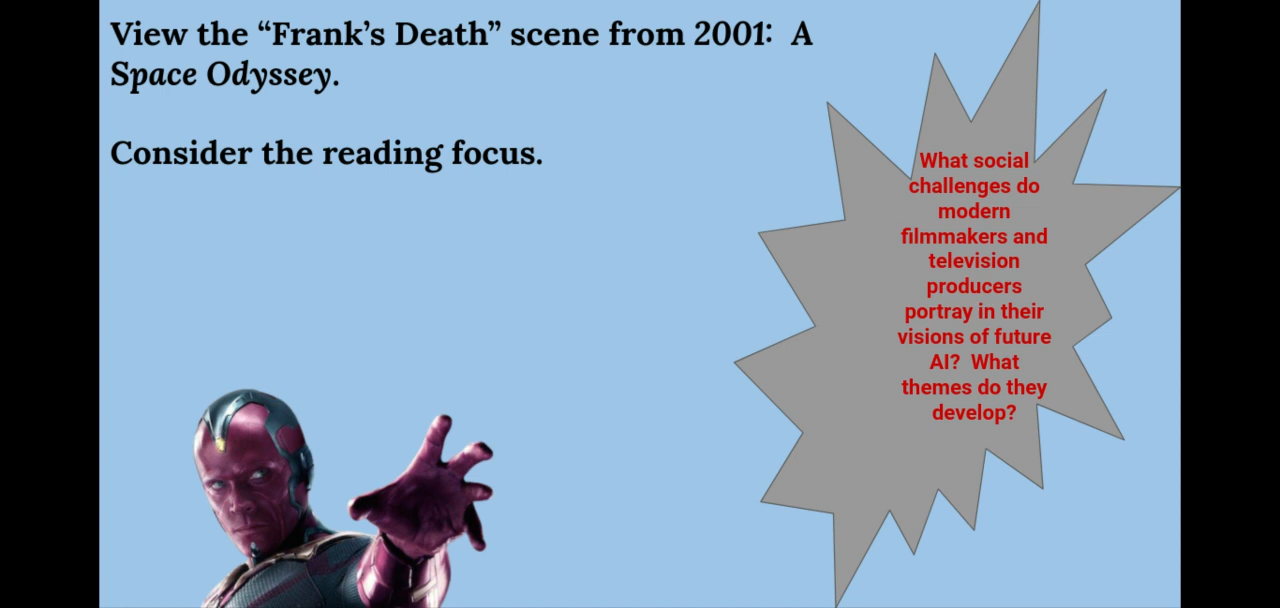 View the “Frank’s Death” scene from 2001:  A
Space Odyssey.
Consider the reading focus.
What social
challenges do
modern
filmmakers and
television
producers
portray in their
visions of future
AI?  What
themes do they
develop?